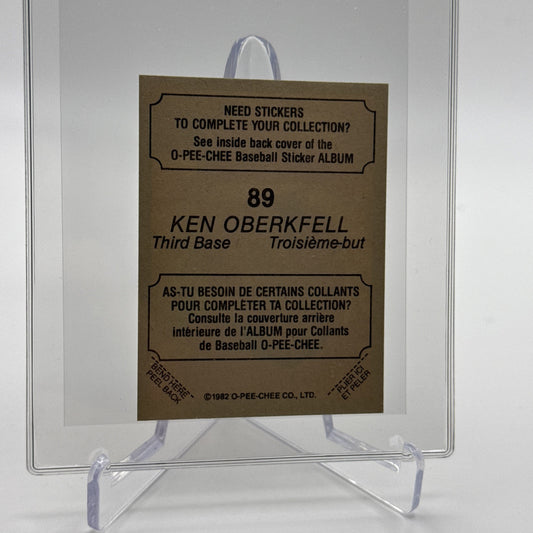 NEED STICKERS
TO COMPLETE YOUR COLLECTION?
See inside back cover of the
O-PEE-CHEE Baseball Sticker ALBUM
89
KEN OBERKFELL
Third Base Troisième-but
AS-TU BESOIN DE CERTAINS COLLANTS
POUR COMPLÈTER TA COLLECTION?
Consulte la couverture arrière
intérieure de l'ALBUM pour Collants
de Baseball O-PEE-CHEE.
BEND HERE
PEEL BACK
©1982 O-PEE-CHEE CO., LTD.
PLIER ICI
ET PELER